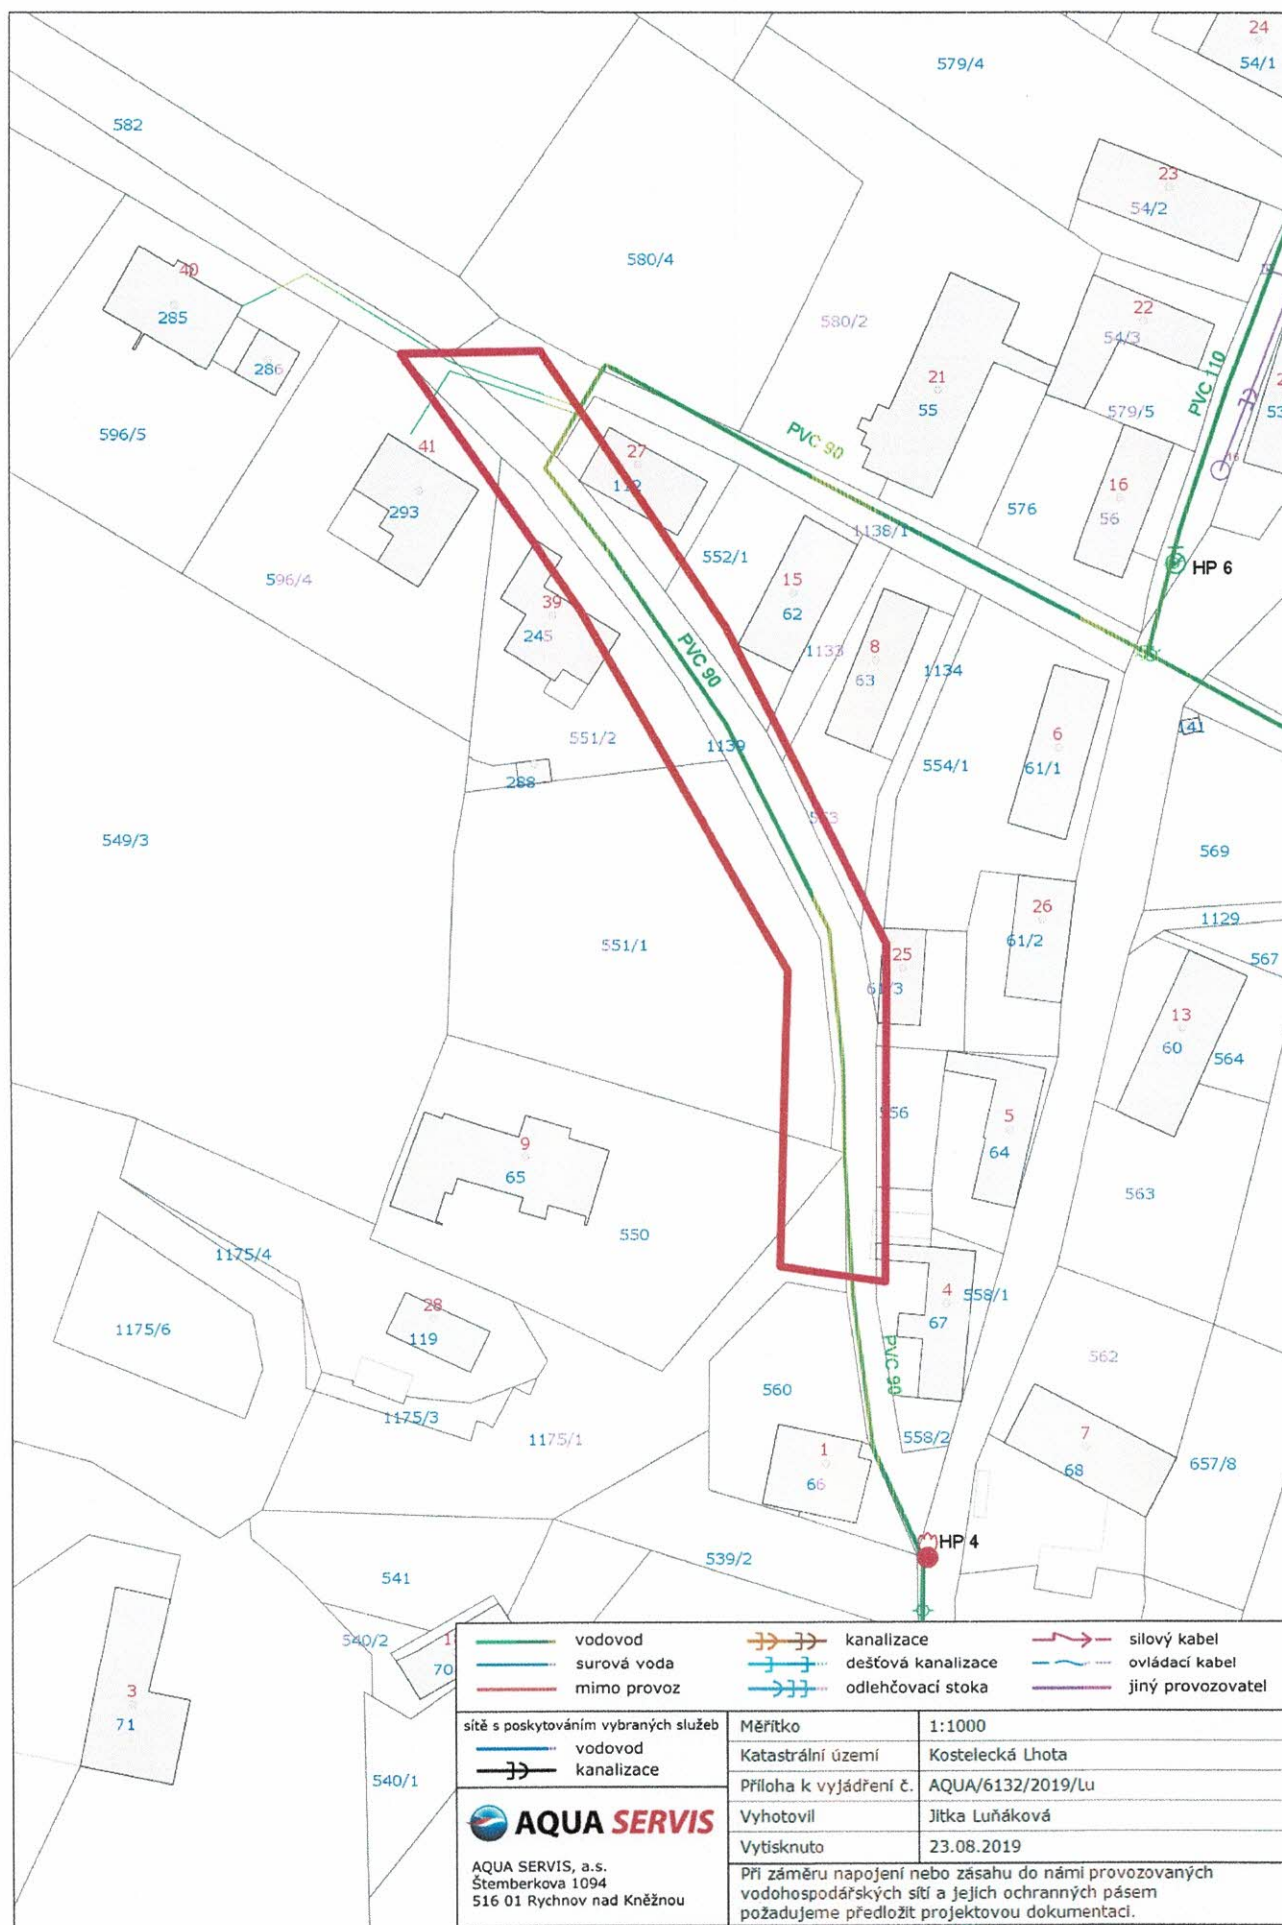 24
579/4
54/1
582
23
54/2
580/4
40
580/2
22
285
54/3
PVC 110
286
21
55
579/5
596/5
PVC 90
41
27
16
112
16
293
576
56
1138/1
552/1
HP 6
15
596/4
39
62
245
PVC 90
1133
8
1134
63
551/2
1139
6
141
288
554/1
61/1
549/3
553
569
26
1129
551/1
61/2
25
567
61/3
13
60
564
556
5
9
64
65
563
550
1175/4
28
4
558/1
1175/6
119
67
562
PVC 90
560
1175/3
1175/1
558/2
7
1
68
657/8
66
HP 4
539/2
541
540/2
70
3
71
540/1
vodovod
surová voda
mimo provoz
kanalizace
dešťová kanalizace
odlehčovací stoka
silový kabel
ovládací kabel
jiný provozovatel
sítě s poskytováním vybraných služeb
vodovod
kanalizace
Měřítko 1:1000
Katastrální území Kostelecká Lhota
Příloha k vyjádření č. AQUA/6132/2019/Lu
Vyhotovil Jitka Luňáková
Vytisknuto 23.08.2019
AQUA SERVIS
AQUA SERVIS, a.s.
Štemberkova 1094
516 01 Rychnov nad Kněžnou
Při záměru napojení nebo zásahu do námi provozovaných
vodohospodářských sítí a jejich ochranných pásem
požadujeme předložit projektovou dokumentaci.